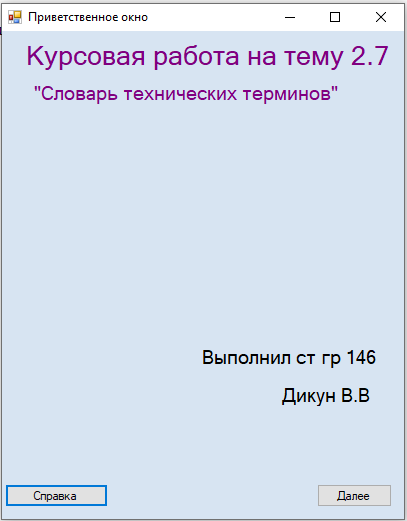 Приветственное окно
Курсовая работа на тему 2.7
"Словарь технических терминов"
Выполнил ст гр 146
Дикун В.В
Справка
Далее